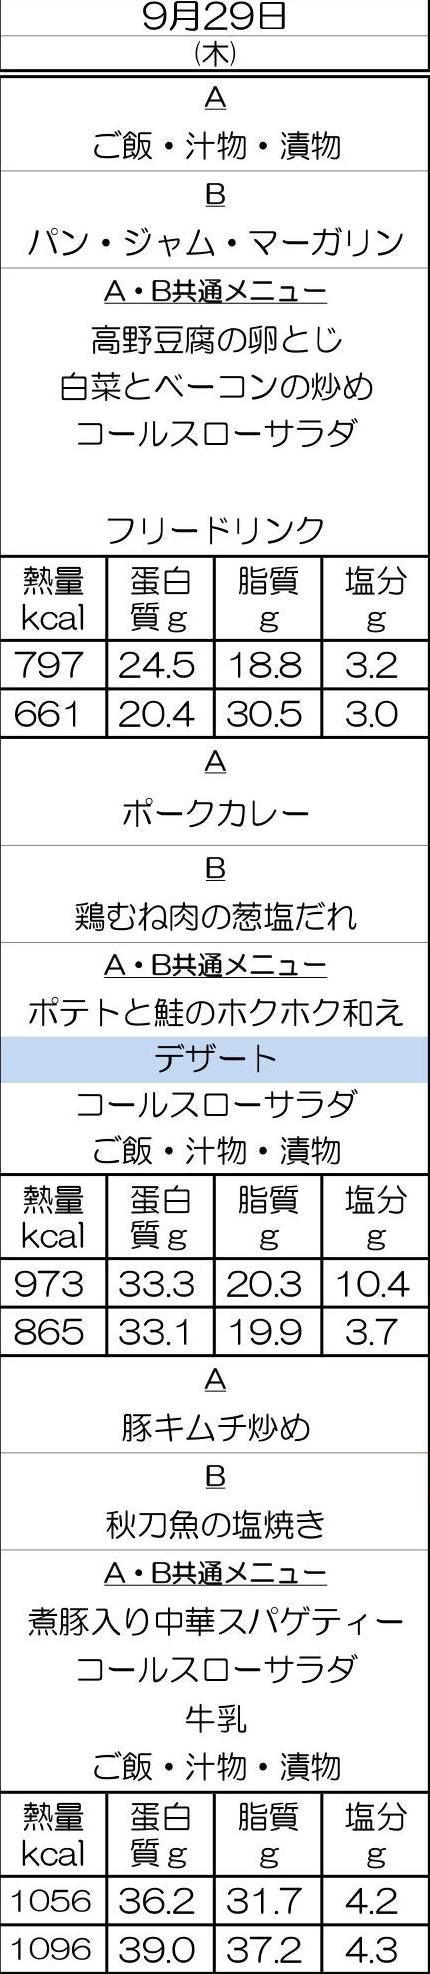 9月29日
(木)
A
ご飯・汁物・漬物
B
パン・ジャム・マーガリン
A・B共通メニュー
高野豆腐の卵とじ
白菜とベーコンの炒め
コールスローサラダ
フリードリンク
熱量 蛋白 脂質 塩分
kcal 質g g g
797 24.5 18.8 3.2
661 20.4 30.5 3.0
A
ポークカレー
B
鶏むね肉の葱塩だれ
A・B共通メニュー
ポテトと鮭のホクホク和え
デザート
コールスローサラダ
ご飯・汁物・漬物
熱量 蛋白 脂質 塩分
kcal 質g g g
973 33.3 20.3 10.4
865 33.1 19.9 3.7
A
豚キムチ炒め
B
秋刀魚の塩焼き
A・B共通メニュー
煮豚入り中華スパゲティー
コールスローサラダ
牛乳
ご飯・汁物・漬物
熱量 蛋白 脂質 塩分
kcal 質g g g
1056 36.2 31.7 4.2
1096 39.0 37.2 4.3